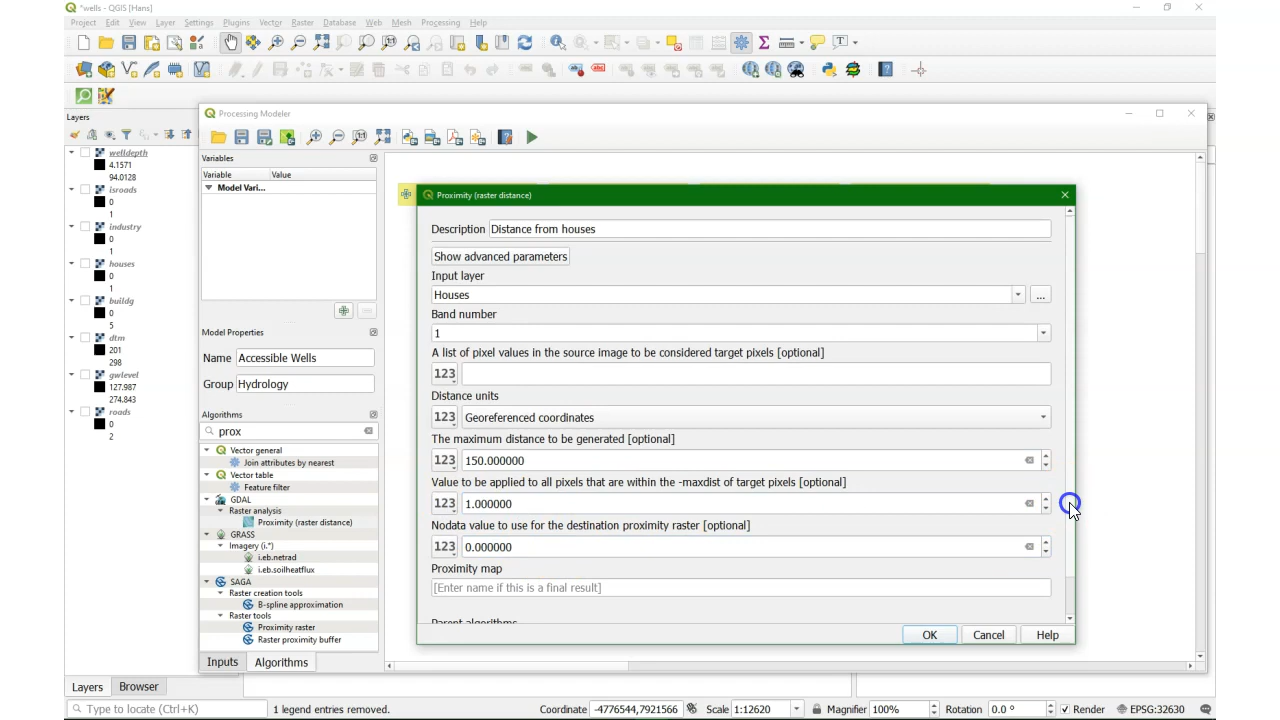 *wells - QGIS [Hans]
Project Edit View Layer Settings Plugins Vector Raster Database Web Mesh Processing Help
Layers
welldepth
4.1571
94.0128
isroads
0
1
industry
0
1
houses
0
1
buildg
0
5
dtm
201
298
gwlevel
127.987
274.843
roads
0
2
Processing Modeler
Variables
Variable Value
Model Vari...
Model Properties
Name Accessible Wells
Group Hydrology
Algorithms
prox
Vector general
Join attributes by nearest
Vector table
Feature filter
GDAL
Raster analysis
Proximity (raster distance)
GRASS
Imagery (i.*)
i.eb.netrad
i.eb.soilheatflux
SAGA
Raster creation tools
B-spline approximation
Raster tools
Proximity raster
Raster proximity buffer
Inputs Algorithms
Proximity (raster distance)
Description Distance from houses
Show advanced parameters
Input layer
Houses
...
Band number
1
A list of pixel values in the source image to be considered target pixels [optional]
123
Distance units
123 Georeferenced coordinates
The maximum distance to be generated [optional]
123 150.000000
Value to be applied to all pixels that are within the -maxdist of target pixels [optional]
123 1.000000
Nodata value to use for the destination proximity raster [optional]
123 0.000000
Proximity map
[Enter name if this is a final result]
Parent algorithms
OK Cancel Help
Layers Browser
Type to locate (Ctrl+K) 1 legend entries removed. Coordinate -4776544,7921566 Scale 1:12620 Magnifier 100% Rotation 0.0 ° Render EPSG:32630